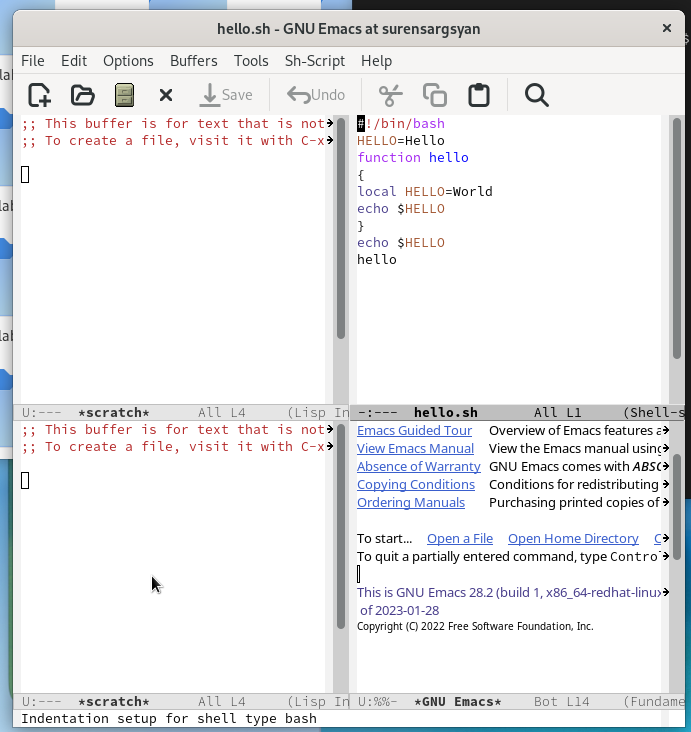 hello.sh - GNU Emacs at surensargsyan
File Edit Options Buffers Tools Sh-Script Help
Save Undo
;; This buffer is for text that is not
;; To create a file, visit it with C-x
U:--- *scratch* All L4 (Lisp In
#!/bin/bash
HELLO=Hello
function hello
{
local HELLO=World
echo $HELLO
}
echo $HELLO
hello
-:--- hello.sh All L1 (Shell-s
;; This buffer is for text that is not
;; To create a file, visit it with C-x
U:--- *scratch* All L4 (Lisp In
Emacs Guided Tour Overview of Emacs features a
View Emacs Manual View the Emacs manual using
Absence of Warranty GNU Emacs comes with ABSO
Copying Conditions Conditions for redistributing
Ordering Manuals Purchasing printed copies of
To start... Open a File Open Home Directory
To quit a partially entered command, type Contro
This is GNU Emacs 28.2 (build 1, x86_64-redhat-linux
of 2023-01-28
Copyright (C) 2022 Free Software Foundation, Inc.
U:%%- *GNU Emacs* Bot L14 (Fundame
Indentation setup for shell type bash
lab
lab
lab